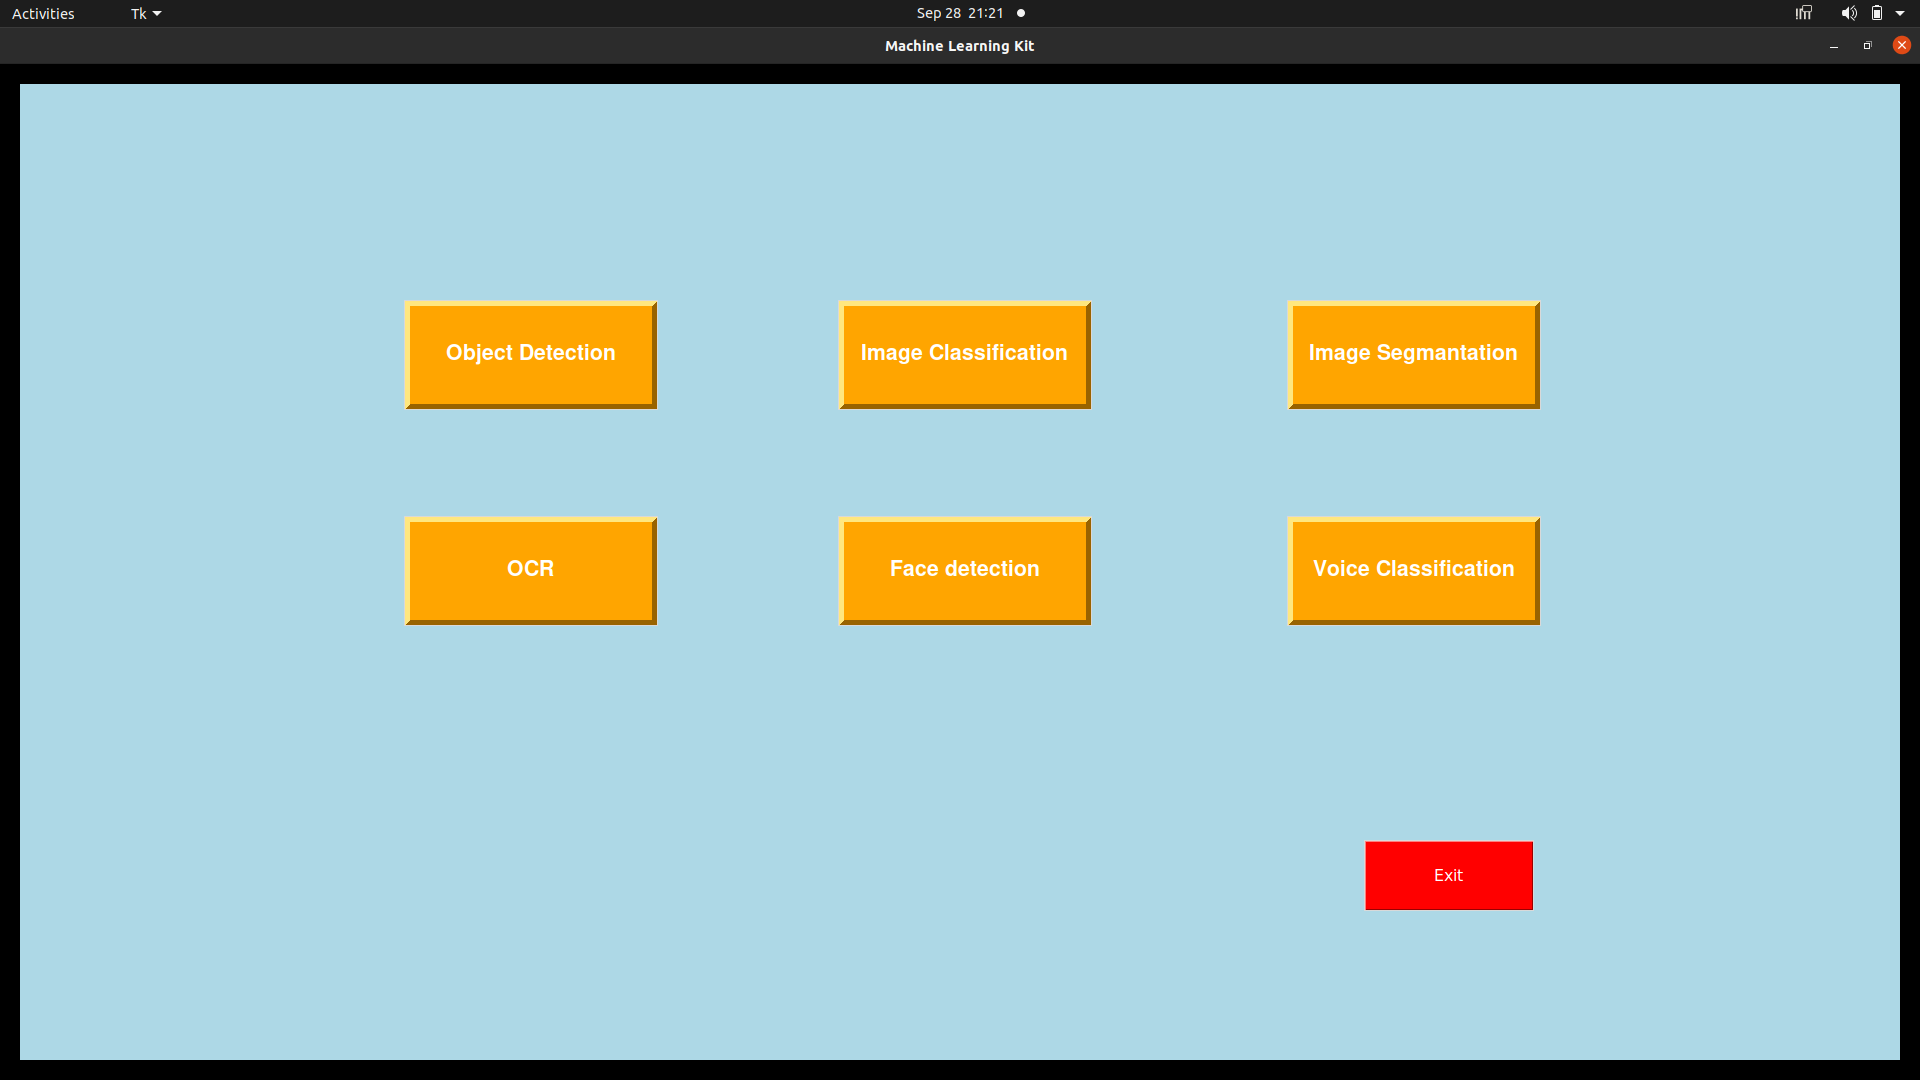 Activities Tk Sep 28 21:21
Machine Learning Kit
Object Detection Image Classification Image Segmantation
OCR Face detection Voice Classification
Exit